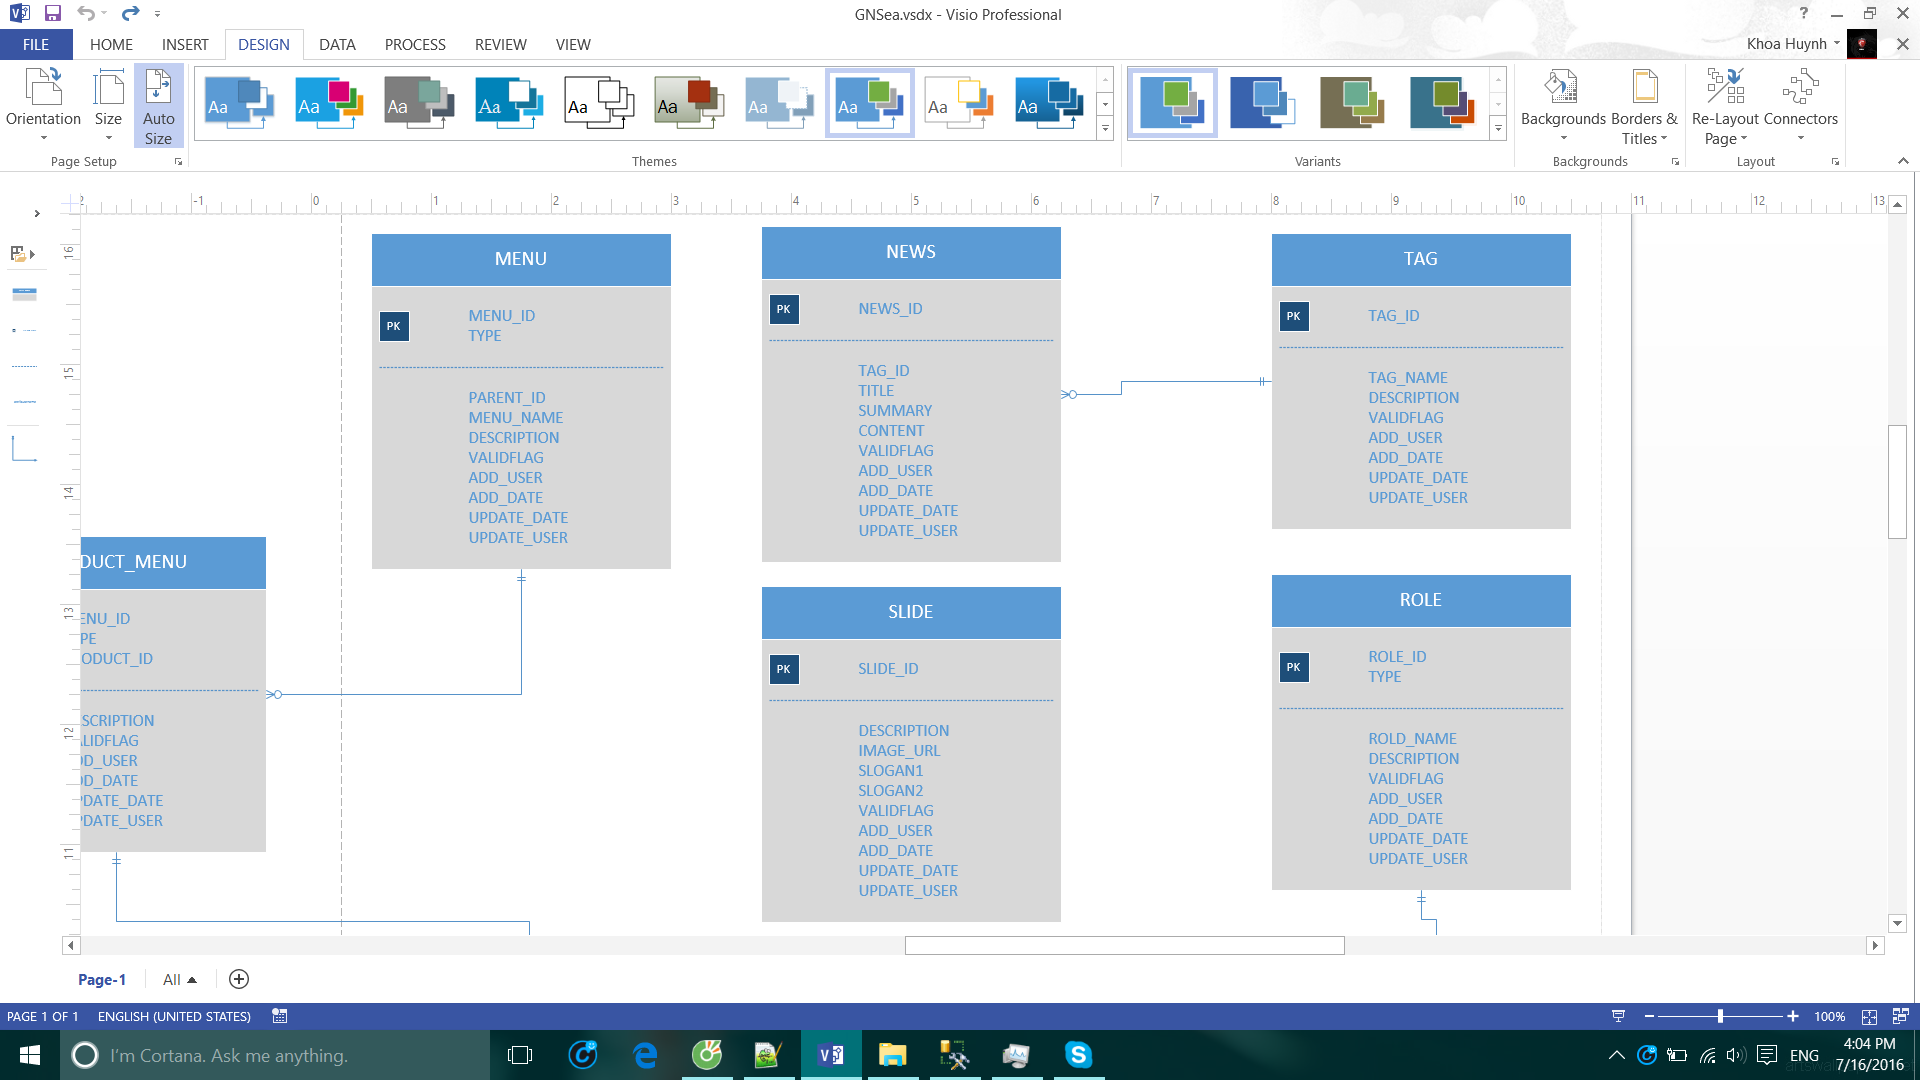 GNSea.vsdx - Visio Professional
?
FILE
HOME
INSERT
DESIGN
DATA
PROCESS
REVIEW
VIEW
Khoa Huynh
Orientation
Size
Auto
Size
Aa
Aa
Aa
Aa
Aa
Aa
Aa
Aa
Aa
Aa
Backgrounds
Borders &
Titles
Re-Layout
Page
Connectors
Page Setup
Themes
Variants
Backgrounds
Layout
2 -1 0 1 2 3 4 5 6 7 8 9 10 11 12 13
16
15
14
13
12
11
MENU
PK
MENU_ID
TYPE
PARENT_ID
MENU_NAME
DESCRIPTION
VALIDFLAG
ADD_USER
ADD_DATE
UPDATE_DATE
UPDATE_USER
NEWS
PK
NEWS_ID
TAG_ID
TITLE
SUMMARY
CONTENT
VALIDFLAG
ADD_USER
ADD_DATE
UPDATE_DATE
UPDATE_USER
TAG
PK
TAG_ID
TAG_NAME
DESCRIPTION
VALIDFLAG
ADD_USER
ADD_DATE
UPDATE_DATE
UPDATE_USER
DUCT_MENU
ENU_ID
PE
ODUCT_ID
SCRIPTION
LIDFLAG
DD_USER
DD_DATE
PDATE_DATE
PDATE_USER
SLIDE
PK
SLIDE_ID
DESCRIPTION
IMAGE_URL
SLOGAN1
SLOGAN2
VALIDFLAG
ADD_USER
ADD_DATE
UPDATE_DATE
UPDATE_USER
ROLE
PK
ROLE_ID
TYPE
ROLD_NAME
DESCRIPTION
VALIDFLAG
ADD_USER
ADD_DATE
UPDATE_DATE
UPDATE_USER
Page-1
All
PAGE 1 OF 1
ENGLISH (UNITED STATES)
100%
I'm Cortana. Ask me anything.
ENG
4:04 PM
7/16/2016